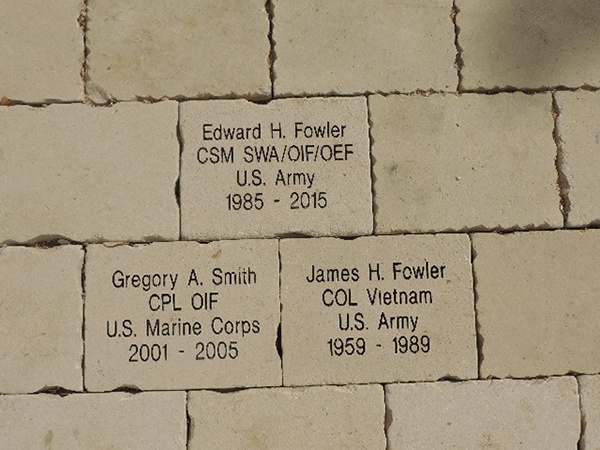 Edward H. Fowler
CSM SWA/OIF/OEF
U.S. Army
1985 - 2015
Gregory A. Smith
CPL OIF
U.S. Marine Corps
2001 - 2005
James H. Fowler
COL Vietnam
U.S. Army
1959 - 1989